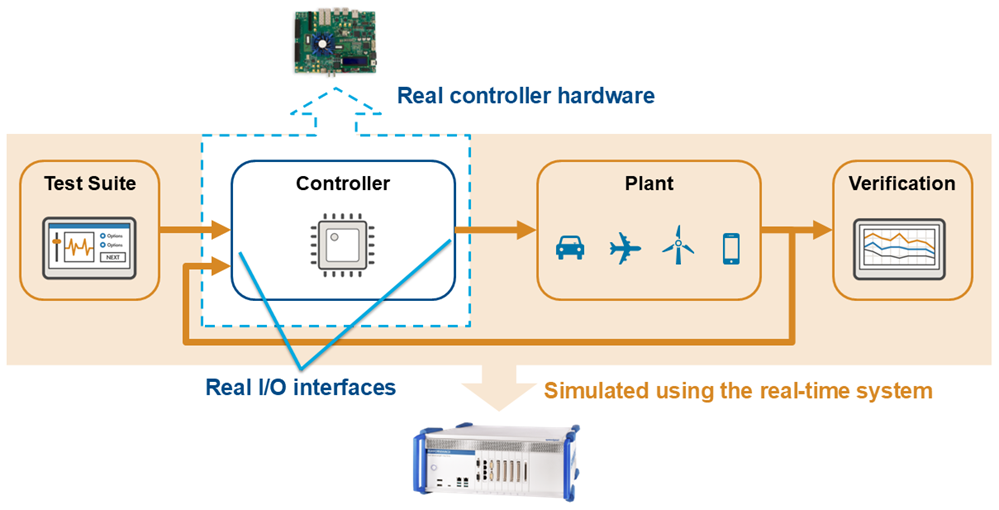 Real controller hardware
Test Suite
Controller
Plant
Verification
Options
Options
NEXT
Real I/O interfaces
Simulated using the real-time system